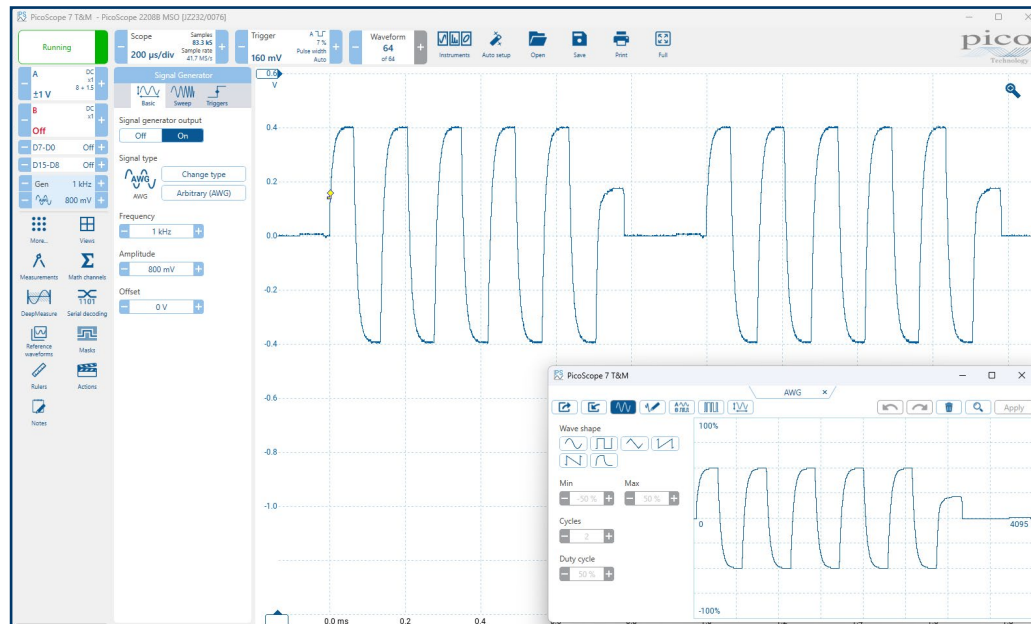 PicoScope 7 T&M - PicoScope 2208B MSO [JZ232/0076]
Running
Scope
200 µs/div
Samples
83.3 kS
Sample rate
41.7 MS/s
Trigger
160 mV
A
7 %
Pulse width
Auto
Waveform
64
of 64
Instruments
Auto setup
Open
Save
Print
Full
pico
Technology
A
DC
x1
8 + 1.5
±1 V
B
DC
x1
Off
D7-D0 Off
D15-D8 Off
Gen 1 kHz
800 mV
More...
Views
Measurements
Math channels
DeepMeasure
Serial decoding
Reference
waveforms
Masks
Rulers
Actions
Notes
Signal Generator
Basic
Sweep
Triggers
Signal generator output
Off
On
Signal type
AWG
AWG
Change type
Arbitrary (AWG)
Frequency
1 kHz
Amplitude
800 mV
Offset
0 V
0.6
V
0.4
0.2
0.0
-0.2
-0.4
-0.6
-0.8
-1.0
0.0 ms
0.2
0.4
PicoScope 7 T&M
AWG
Apply
Wave shape
Min
Max
-50 %
50 %
Cycles
2
Duty cycle
50 %
100%
0
4095
-100%